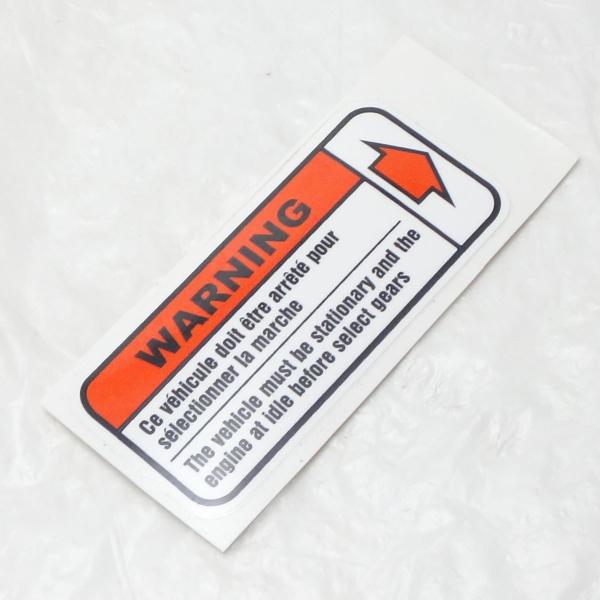 WARNING
Ce véhicule doit être arrêté pour
sélectionner la marche
The vehicle must be stationary and the
engine at idle before select gears